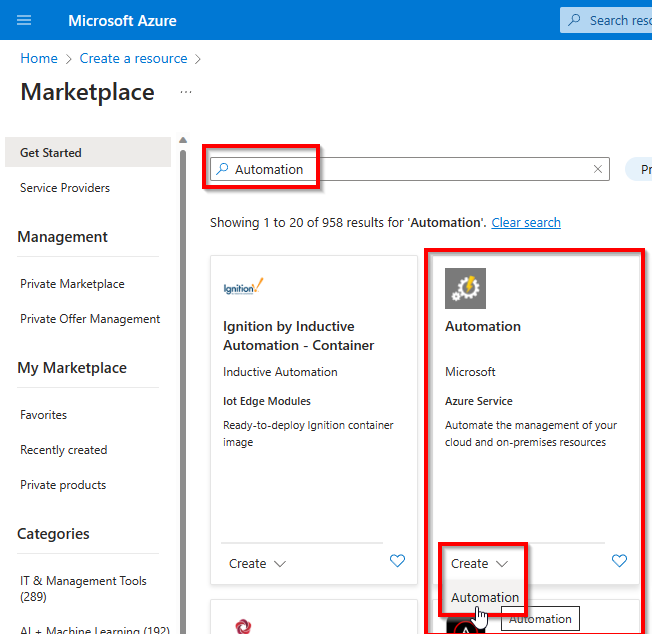 Microsoft Azure
Search reso
Home > Create a resource >
Marketplace ...
Get Started
Service Providers
Management
Private Marketplace
Private Offer Management
My Marketplace
Favorites
Recently created
Private products
Categories
IT & Management Tools
(289)
AI + Machine Learning (192)
Automation
Pr
Showing 1 to 20 of 958 results for 'Automation'. Clear search
Ignition
Ignition by Inductive
Automation - Container
Inductive Automation
Iot Edge Modules
Ready-to-deploy Ignition container
image
Create
Automation
Microsoft
Azure Service
Automate the management of your
cloud and on-premises resources
Create
Automation
Automation